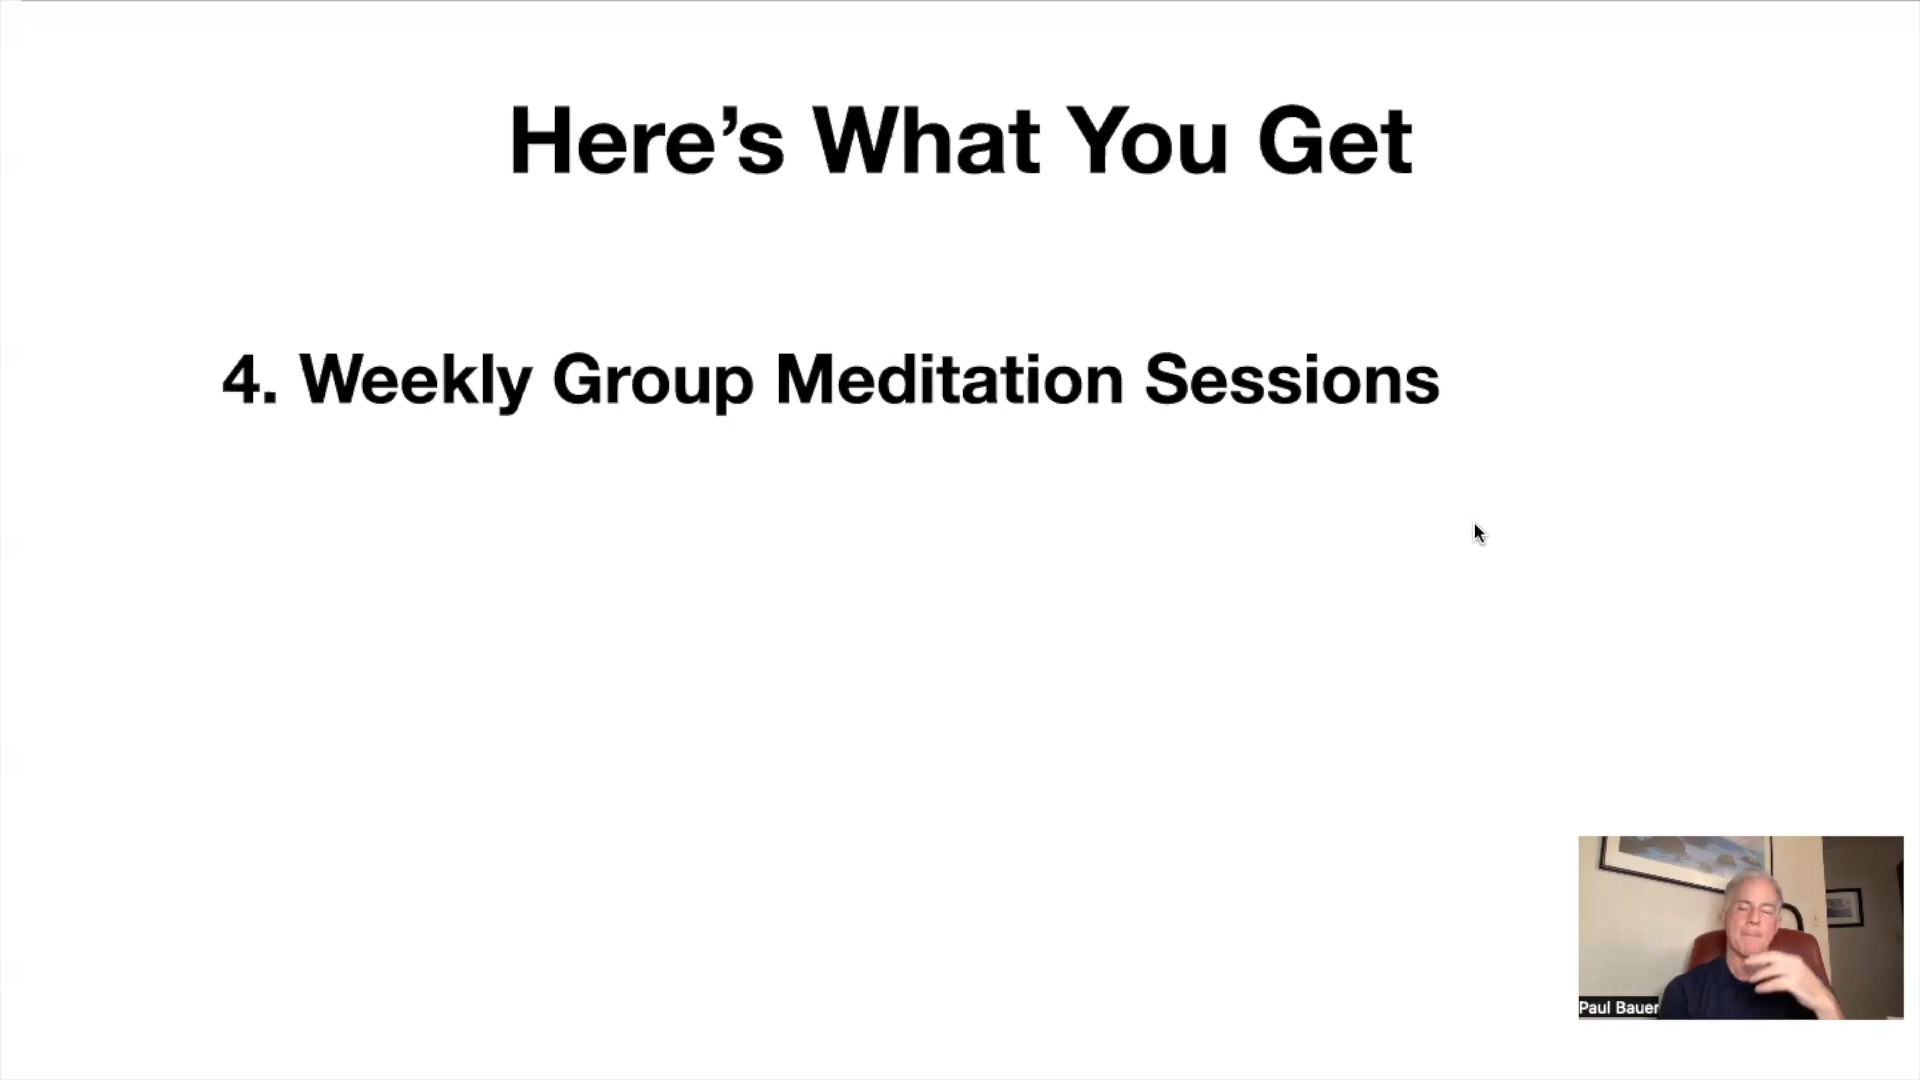 Here’s What You Get
4. Weekly Group Meditation Sessions
Paul Bauer